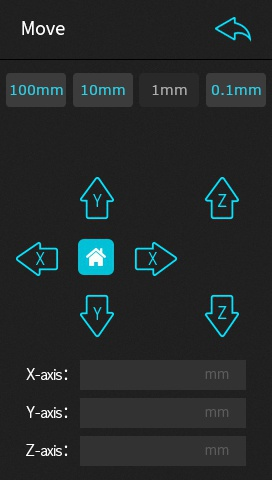 Move
100mm 10mm 1mm 0.1mm
Y Z
X X
Y Z
X-axis: mm
Y-axis: mm
Z-axis: mm